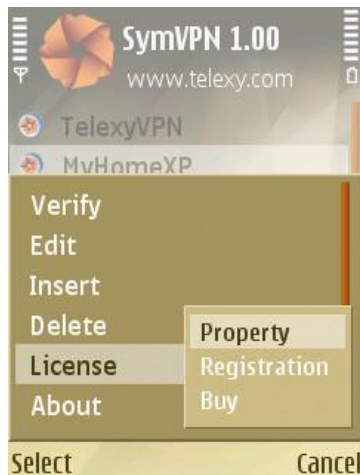 SymVPN 1.00
www.telexy.com
TelexyVPN
MyHomeXP
Verify
Edit
Insert
Delete
License
About
Property
Registration
Buy
Select Cancel